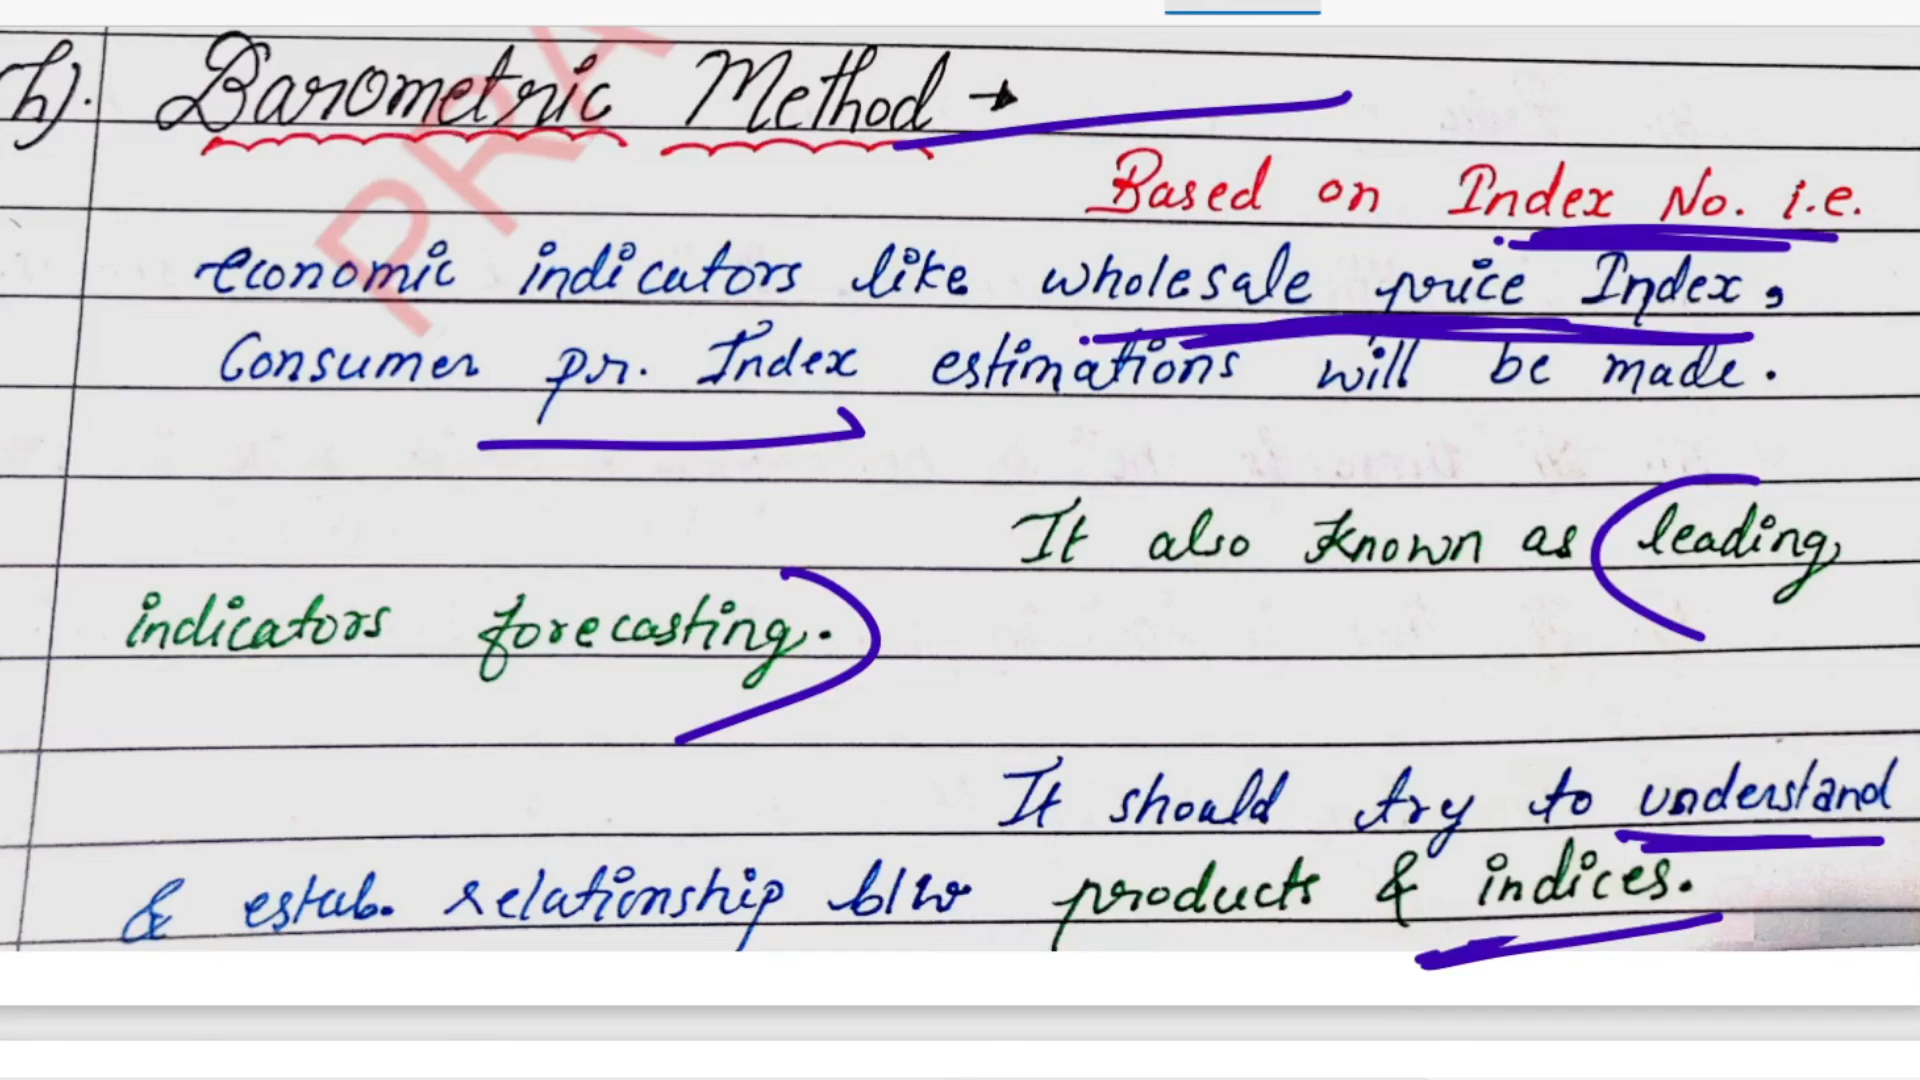 h). Barometric Method →
Based on Index No. i.e.
economic indicators like wholesale price Index,
Consumer pr. Index estimations will be made.
It also known as leading
indicators forecasting.
It should try to understand
& estab. relationship b/w products & indices.
PRA